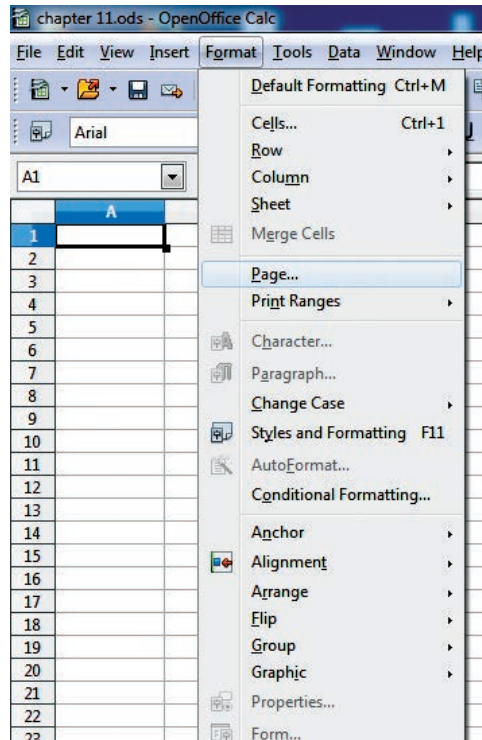 chapter 11.ods - OpenOffice Calc
File Edit View Insert Format Tools Data Window Help
Default Formatting Ctrl+M
Arial
Cells... Ctrl+1
Row
A1
Column
Sheet
A
Merge Cells
1
2
Page...
3
Print Ranges
4
5
Character...
6
Paragraph...
7
Change Case
8
9
Styles and Formatting F11
10
AutoFormat...
11
Conditional Formatting...
12
13
Anchor
14
Alignment
15
16
Arrange
17
Flip
18
Group
19
Graphic
20
21
Properties...
22
Form...
23